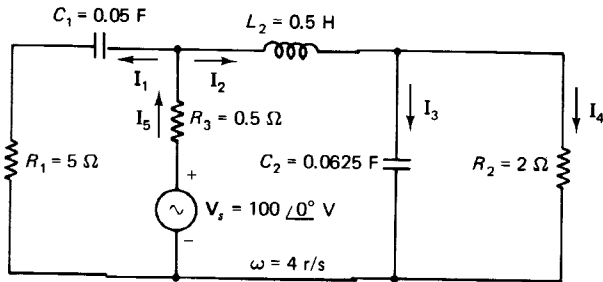 C₁ = 0.05 F
L₂ = 0.5 H
I₁
I₂
I₅
R₃ = 0.5 Ω
I₃
I₄
R₁ = 5 Ω
C₂ = 0.0625 F
R₂ = 2 Ω
+
~
Vₛ = 100 ∠0° V
−
ω = 4 r/s